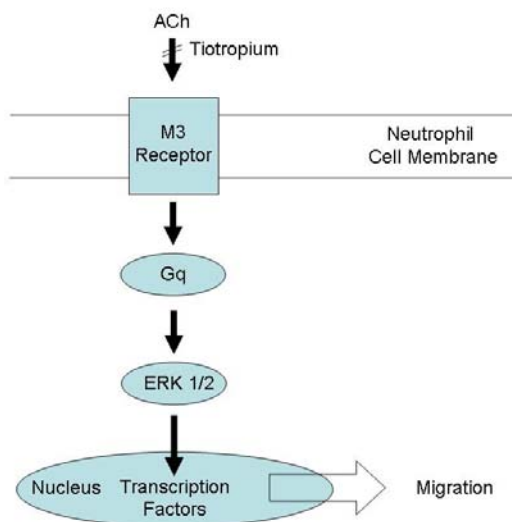 ACh
Tiotropium
M3
Receptor
Neutrophil
Cell Membrane
Gq
ERK 1/2
Nucleus Transcription
Factors
Migration